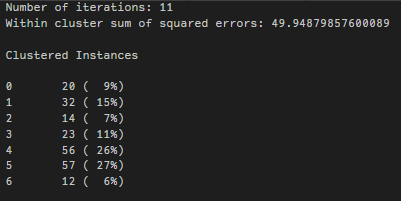 Number of iterations: 11
Within cluster sum of squared errors: 49.94879857600089
Clustered Instances
0 20 ( 9%)
1 32 ( 15%)
2 14 ( 7%)
3 23 ( 11%)
4 56 ( 26%)
5 57 ( 27%)
6 12 ( 6%)